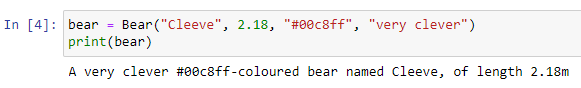 In [4]: bear = Bear("Cleeve", 2.18, "#00c8ff", "very clever")
print(bear)
A very clever #00c8ff-coloured bear named Cleeve, of length 2.18m